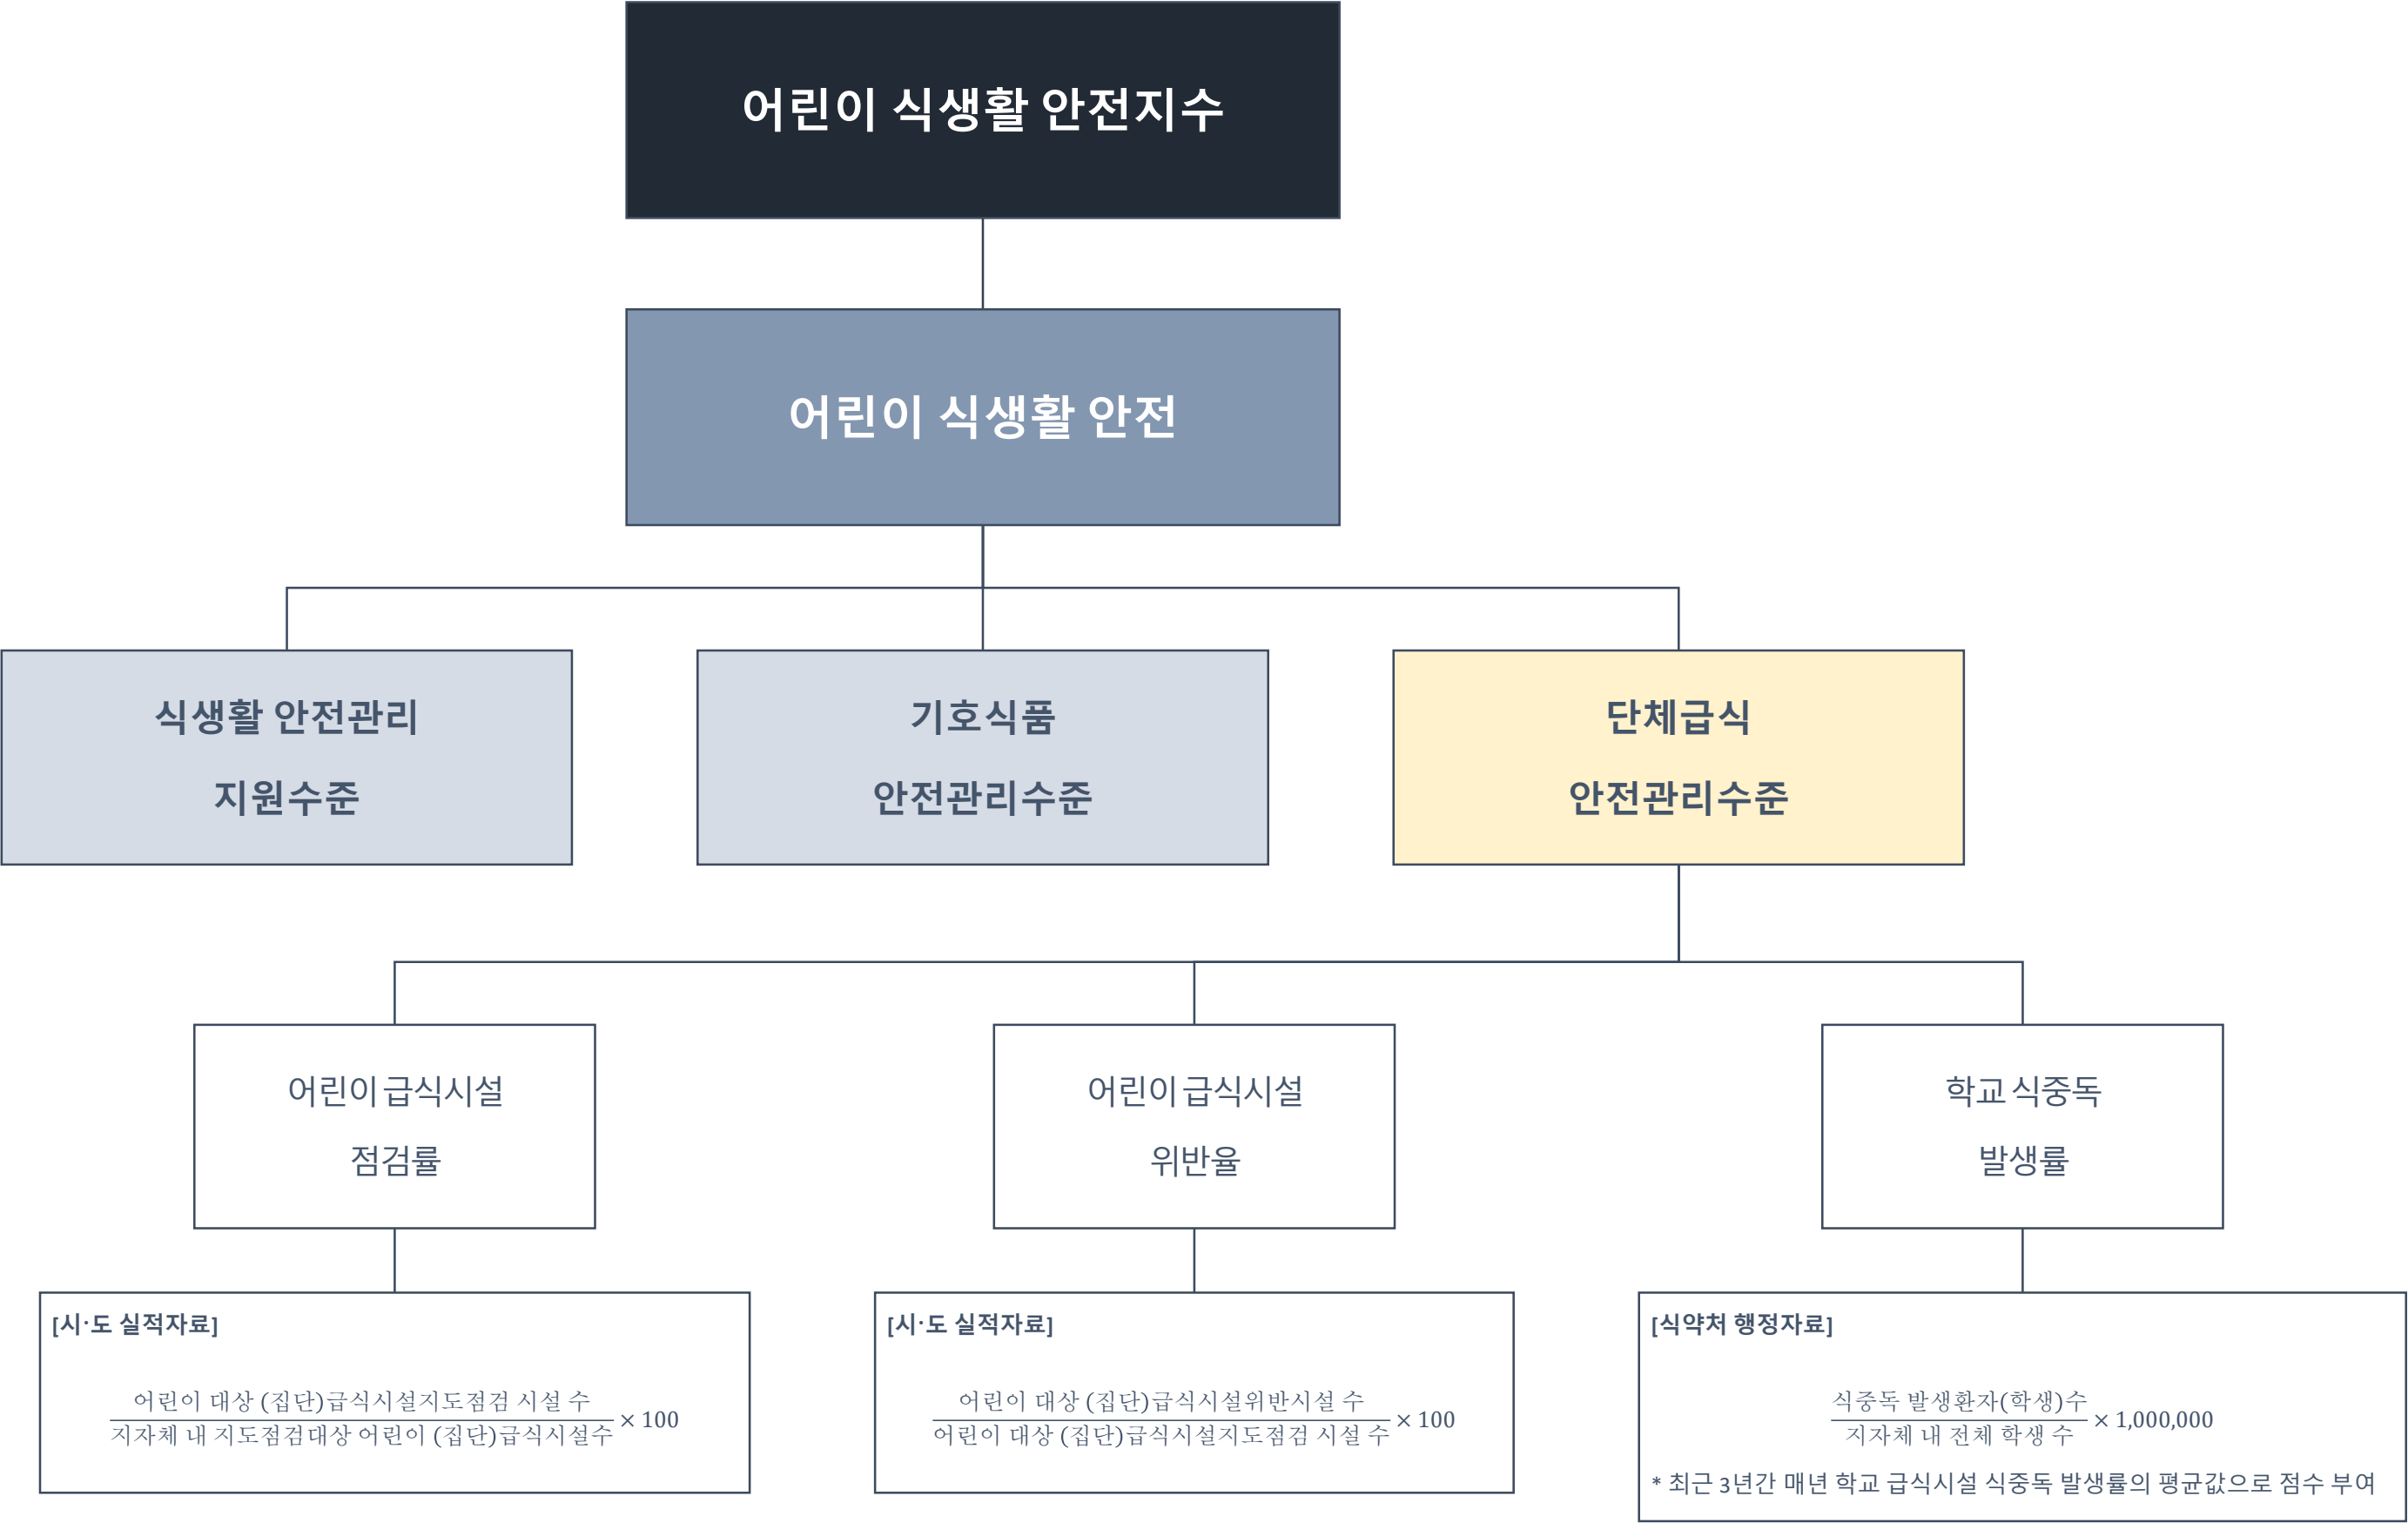 어린이 식생활 안전지수
어린이 식생활 안전
식생활 안전관리
지원수준
기호식품
안전관리수준
단체급식
안전관리수준
어린이 급식시설
점검률
어린이 급식시설
위반율
학교 식중독
발생률
[시·도 실적자료]
어린이 대상 (집단)급식시설지도점검 시설 수
지자체 내 지도점검대상 어린이 (집단)급식시설수
× 100
[시·도 실적자료]
어린이 대상 (집단)급식시설위반시설 수
어린이 대상 (집단)급식시설지도점검 시설 수
× 100
[식약처 행정자료]
식중독 발생환자(학생)수
지자체 내 전체 학생 수
× 1,000,000
* 최근 3년간 매년 학교 급식시설 식중독 발생률의 평균값으로 점수 부여